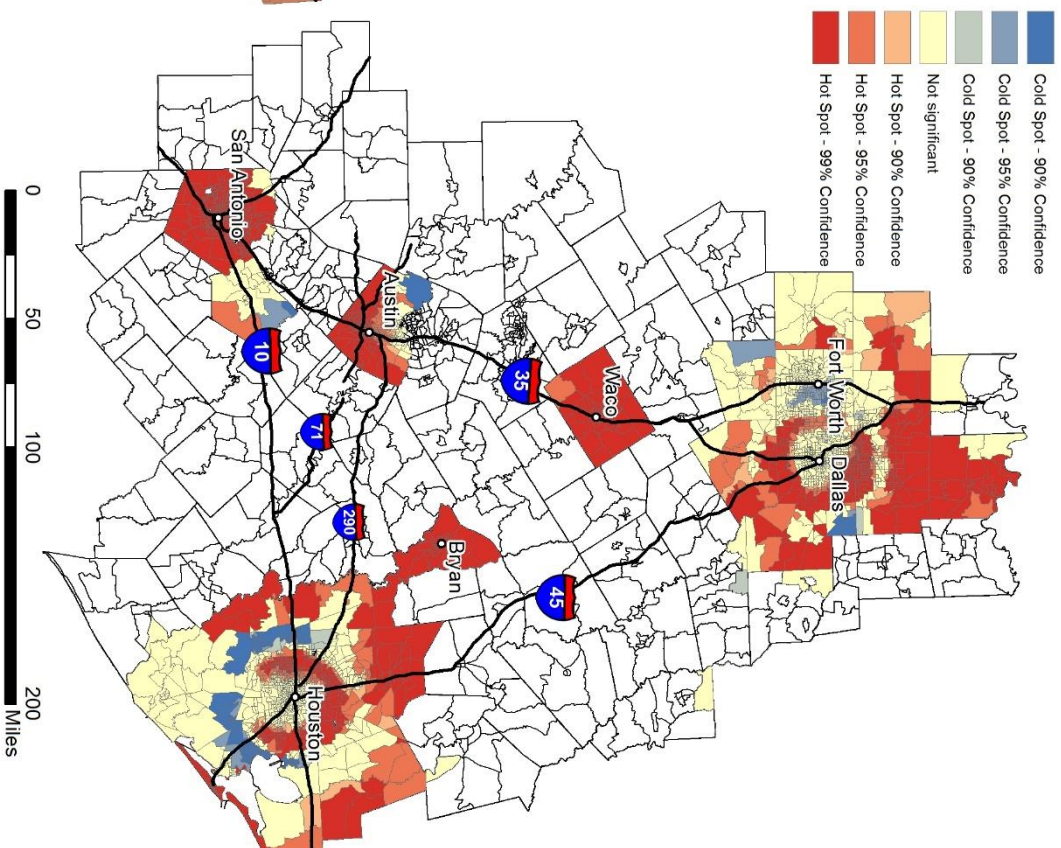 Cold Spot - 90% Confidence
Cold Spot - 95% Confidence
Cold Spot - 90% Confidence
Not significant
Hot Spot - 90% Confidence
Hot Spot - 95% Confidence
Hot Spot - 99% Confidence
Fort Worth
Dallas
Waco
35
45
Bryan
Austin
290
71
Houston
San Antonio
10
0
50
100
200
Miles